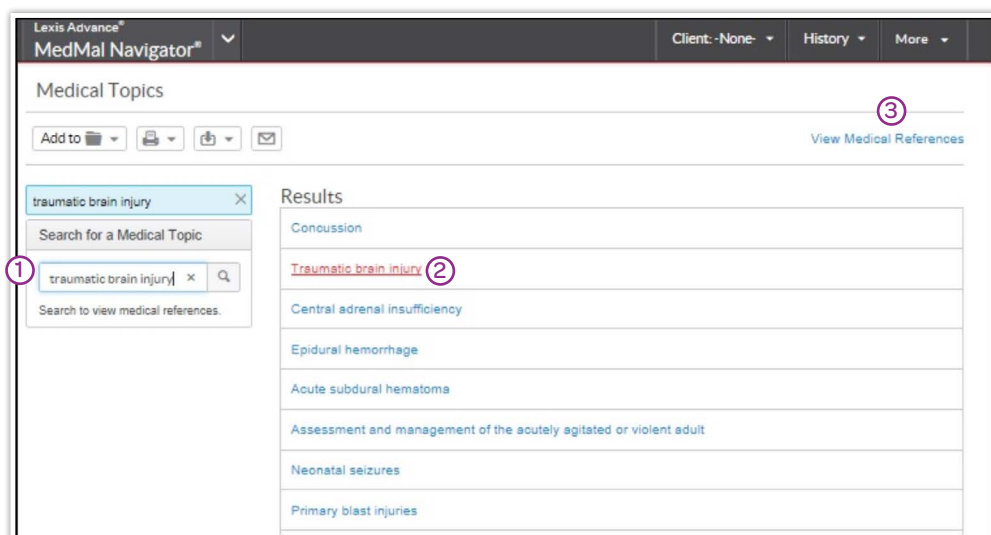 Lexis Advance®
MedMal Navigator®
Client: -None-
History
More
Medical Topics
③
Add to
View Medical References
traumatic brain injury ×
Results
Search for a Medical Topic
Concussion
① traumatic brain injury ×
Traumatic brain injury ②
Search to view medical references.
Central adrenal insufficiency
Epidural hemorrhage
Acute subdural hematoma
Assessment and management of the acutely agitated or violent adult
Neonatal seizures
Primary blast injuries